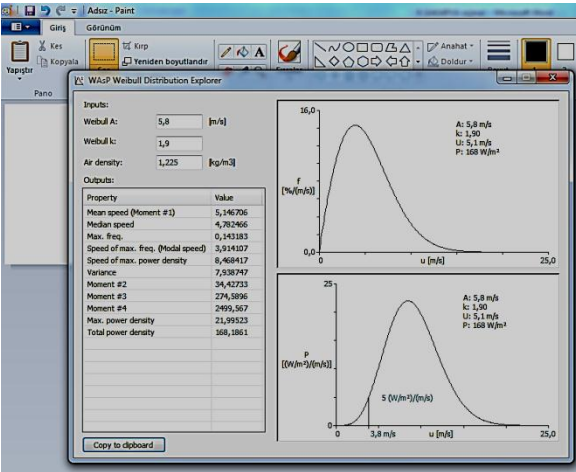 Adsız - Paint
Giriş
Görünüm
Kes
Kopyala
Yapıştır
Pano
Kırp
Yeniden boyutlandır
Anahat
Doldur
WAsP Weibull Distribution Explorer
Inputs:
Weibull A: 5,8 [m/s]
Weibull k: 1,9
Air density: 1,225 [kg/m3]
Outputs:
Property Value
Mean speed (Moment #1) 5,146706
Median speed 4,782466
Max. freq. 0,143183
Speed of max. freq. (Modal speed) 3,914107
Speed of max. power density 8,468417
Variance 7,938747
Moment #2 34,42733
Moment #3 274,5896
Moment #4 2499,567
Max. power density 21,99523
Total power density 168,1861
Copy to clipboard
16,0
f
[%/(m/s)]
0,0
0
u [m/s]
25,0
A: 5,8 m/s
k: 1,90
U: 5,1 m/s
P: 168 W/m²
25
P
[(W/m²)/(m/s)]
A: 5,8 m/s
k: 1,90
U: 5,1 m/s
P: 168 W/m²
5 (W/m²)/(m/s)
0
0
3,8 m/s
u [m/s]
25,0